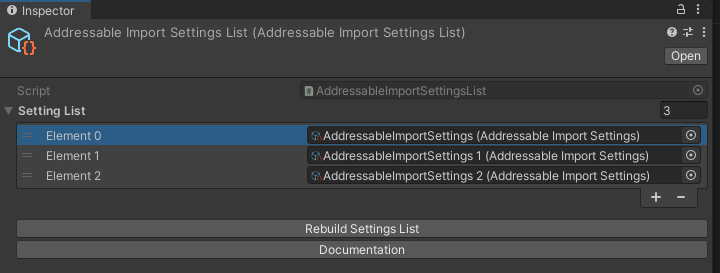 Inspector
Addressable Import Settings List (Addressable Import Settings List)
Open
Script AddressableImportSettingsList
Setting List 3
Element 0 AddressableImportSettings (Addressable Import Settings)
Element 1 AddressableImportSettings 1 (Addressable Import Settings)
Element 2 AddressableImportSettings 2 (Addressable Import Settings)
Rebuild Settings List
Documentation